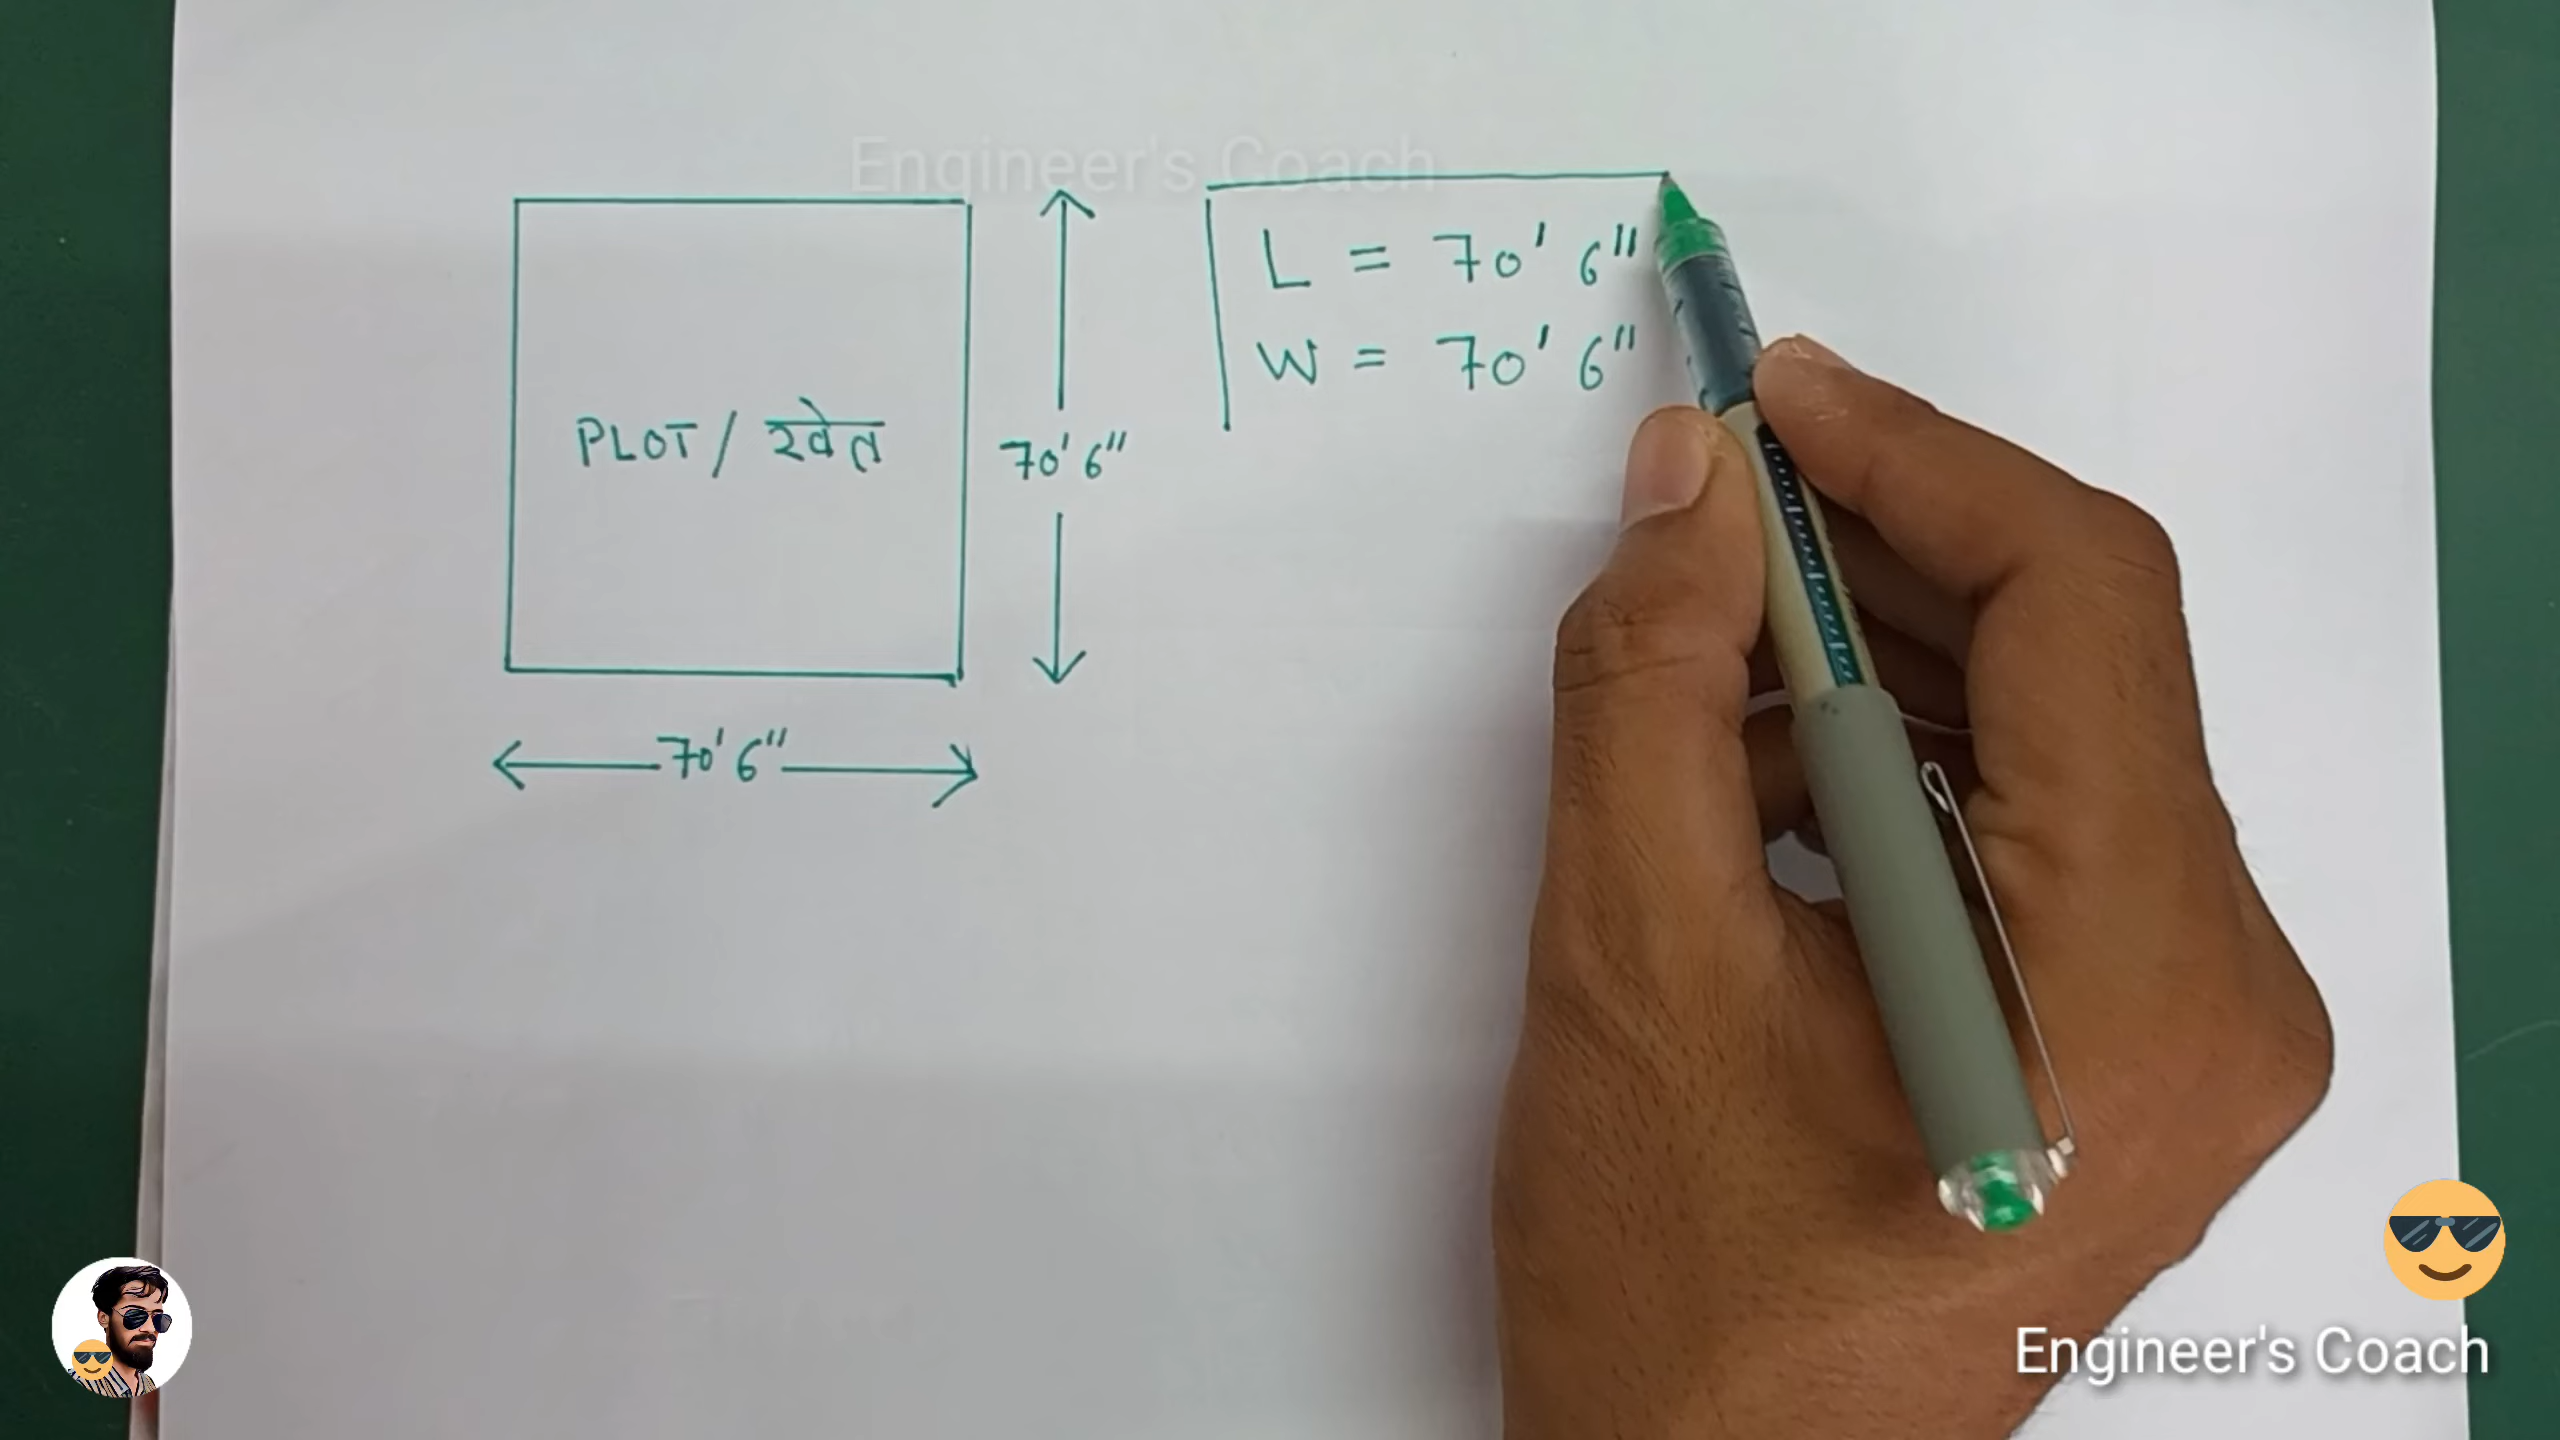 Engineer's Coach
L = 70' 6"
W = 70' 6"
PLOT / खेत
70' 6"
70' 6"
Engineer's Coach